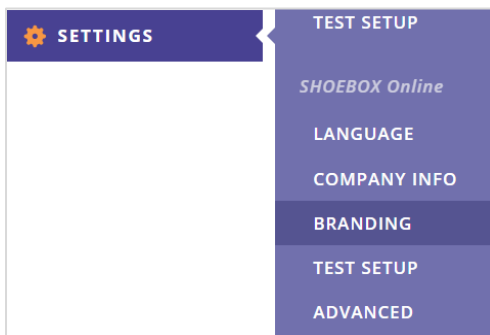 SETTINGS
TEST SETUP
SHOEBOX Online
LANGUAGE
COMPANY INFO
BRANDING
TEST SETUP
ADVANCED